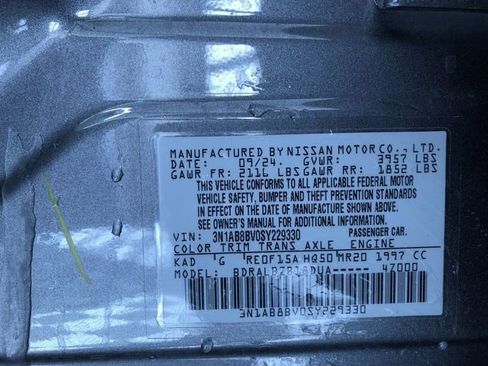 MANUFACTURED BY NISSAN MOTOR CO., LTD.
DATE: 09/24. GVWR: 3957 LBS
GAWR FR: 2116 LBS GAWR RR: 1852 LBS
THIS VEHICLE CONFORMS TO ALL APPLICABLE FEDERAL MOTOR
VEHICLE SAFETY, BUMPER AND THEFT PREVENTION STANDARDS
IN EFFECT ON THE DATE OF MANUFACTURE SHOWN ABOVE.
SEE OWNER'S MANUAL FOR ADDITIONAL INFORMATION.
VIN: 3N1AB8BV0SY229330 PASSENGER CAR.
COLOR TRIM TRANS AXLE ENGINE
KAD G RE0F15A HQ50 MR20 1997 CC
MODEL: 47000
3N1AB8BV0SY229330